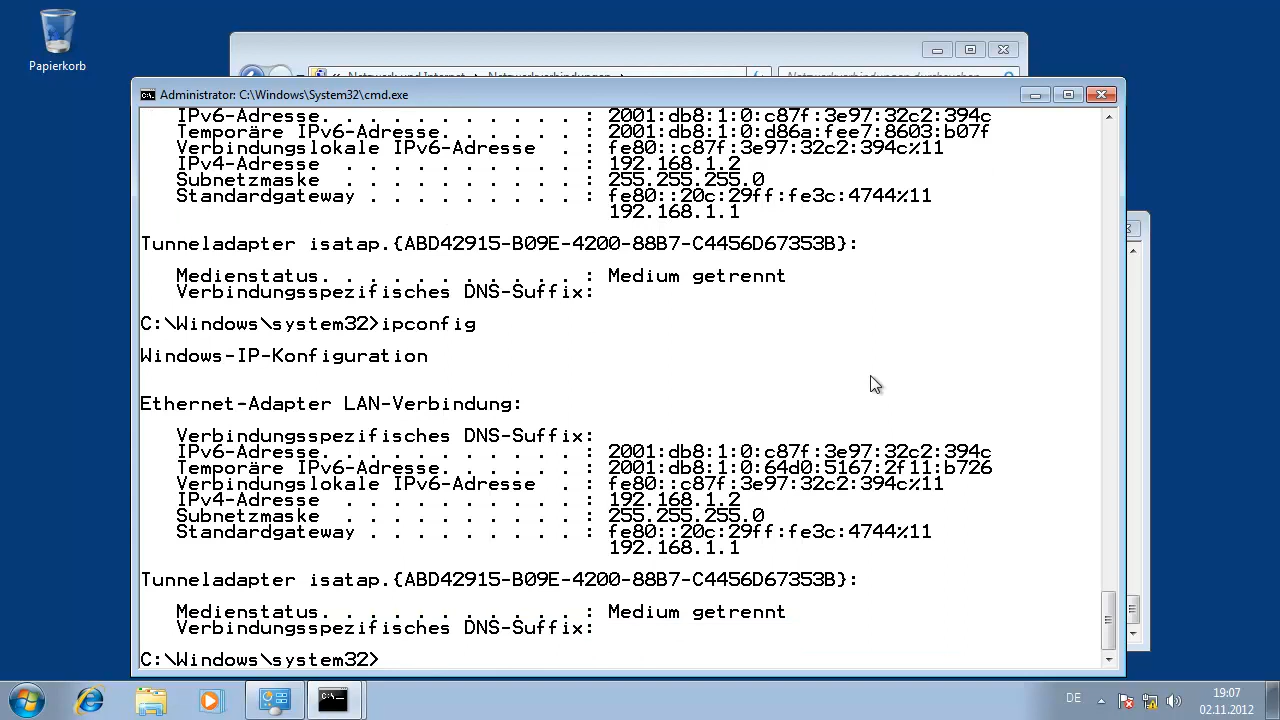 Papierkorb
« Netzwerk und Internet Netzwerkverbindungen
Netzwerkverbindungen durchsuchen
Administrator: C:\Windows\System32\cmd.exe
IPv6-Adresse. . . . . . . . . . . : 2001:db8:1:0:c87f:3e97:32c2:394c
Temporäre IPv6-Adresse. . . . . . : 2001:db8:1:0:d86a:fee7:8603:b07f
Verbindungslokale IPv6-Adresse . : fe80::c87f:3e97:32c2:394c%11
IPv4-Adresse . . . . . . . . . . : 192.168.1.2
Subnetzmaske . . . . . . . . . . : 255.255.255.0
Standardgateway . . . . . . . . . : fe80::20c:29ff:fe3c:4744%11
192.168.1.1
Tunneladapter isatap.{ABD42915-B09E-4200-88B7-C4456D67353B}:
Medienstatus. . . . . . . . . . . : Medium getrennt
Verbindungsspezifisches DNS-Suffix:
C:\Windows\system32>ipconfig
Windows-IP-Konfiguration
Ethernet-Adapter LAN-Verbindung:
Verbindungsspezifisches DNS-Suffix:
IPv6-Adresse. . . . . . . . . . . : 2001:db8:1:0:c87f:3e97:32c2:394c
Temporäre IPv6-Adresse. . . . . . : 2001:db8:1:0:64d0:5167:2f11:b726
Verbindungslokale IPv6-Adresse . : fe80::c87f:3e97:32c2:394c%11
IPv4-Adresse . . . . . . . . . . : 192.168.1.2
Subnetzmaske . . . . . . . . . . : 255.255.255.0
Standardgateway . . . . . . . . . : fe80::20c:29ff:fe3c:4744%11
192.168.1.1
Tunneladapter isatap.{ABD42915-B09E-4200-88B7-C4456D67353B}:
Medienstatus. . . . . . . . . . . : Medium getrennt
Verbindungsspezifisches DNS-Suffix:
C:\Windows\system32>
DE
19:07
02.11.2012